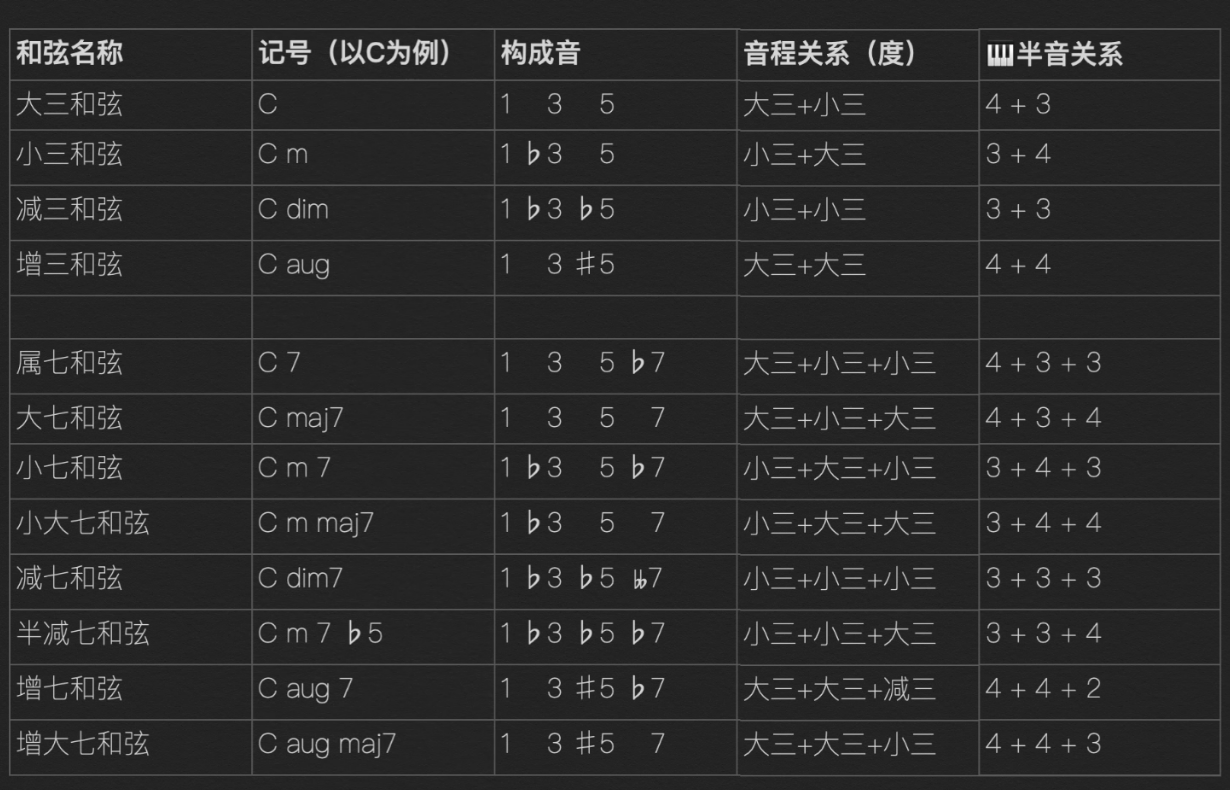 和弦名称 记号（以C为例） 构成音 音程关系（度） 🎹半音关系
大三和弦 C 1 3 5 大三+小三 4 + 3
小三和弦 C m 1 ♭3 5 小三+大三 3 + 4
减三和弦 C dim 1 ♭3 ♭5 小三+小三 3 + 3
增三和弦 C aug 1 3 ♯5 大三+大三 4 + 4
属七和弦 C 7 1 3 5 ♭7 大三+小三+小三 4 + 3 + 3
大七和弦 C maj7 1 3 5 7 大三+小三+大三 4 + 3 + 4
小七和弦 C m 7 1 ♭3 5 ♭7 小三+大三+小三 3 + 4 + 3
小大七和弦 C m maj7 1 ♭3 5 7 小三+大三+大三 3 + 4 + 4
减七和弦 C dim7 1 ♭3 ♭5 𝄫7 小三+小三+小三 3 + 3 + 3
半减七和弦 C m 7 ♭5 1 ♭3 ♭5 ♭7 小三+小三+大三 3 + 3 + 4
增七和弦 C aug 7 1 3 ♯5 ♭7 大三+大三+减三 4 + 4 + 2
增大七和弦 C aug maj7 1 3 ♯5 7 大三+大三+小三 4 + 4 + 3